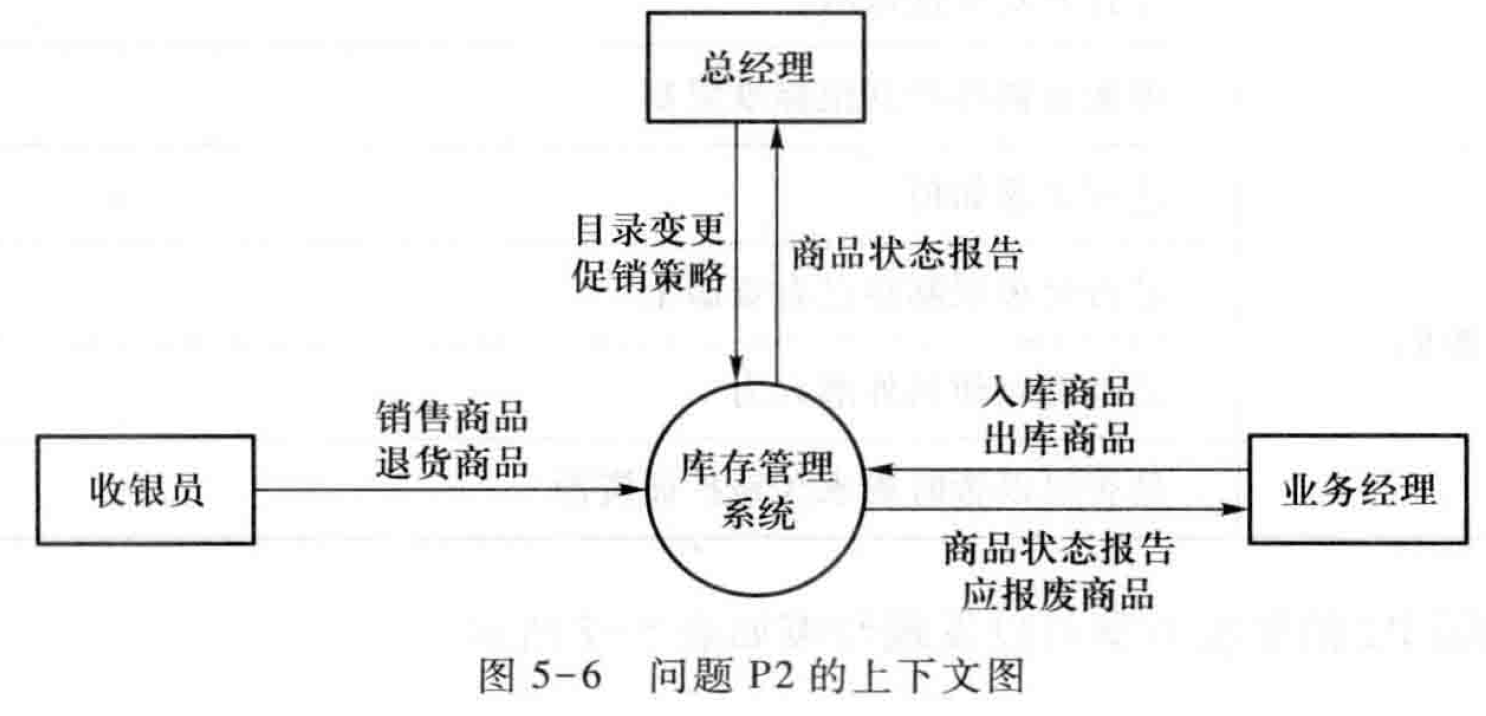 总经理
目录变更
促销策略
商品状态报告
销售商品
退货商品
收银员
库存管理
系统
入库商品
出库商品
业务经理
商品状态报告
应报废商品
图 5-6 问题 P2 的上下文图